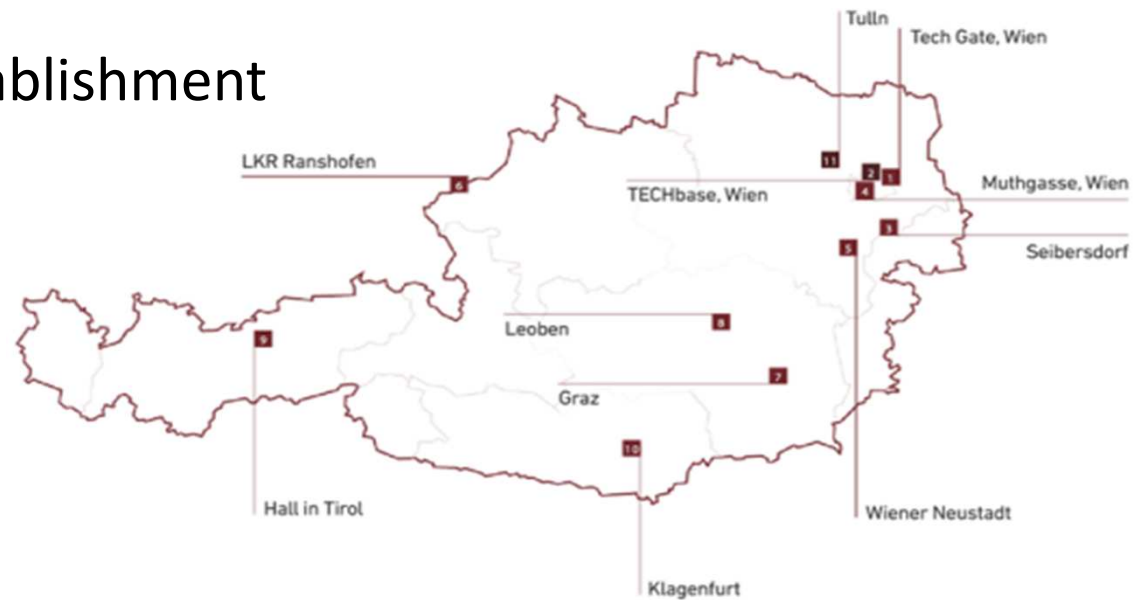 ablishment
Tulln
Tech Gate, Wien
LKR Ranshofen
11
2
1
6
TECHbase, Wien
4
Muthgasse, Wien
3
Seibersdorf
5
Leoben
8
9
7
Graz
10
Hall in Tirol
Wiener Neustadt
Klagenfurt